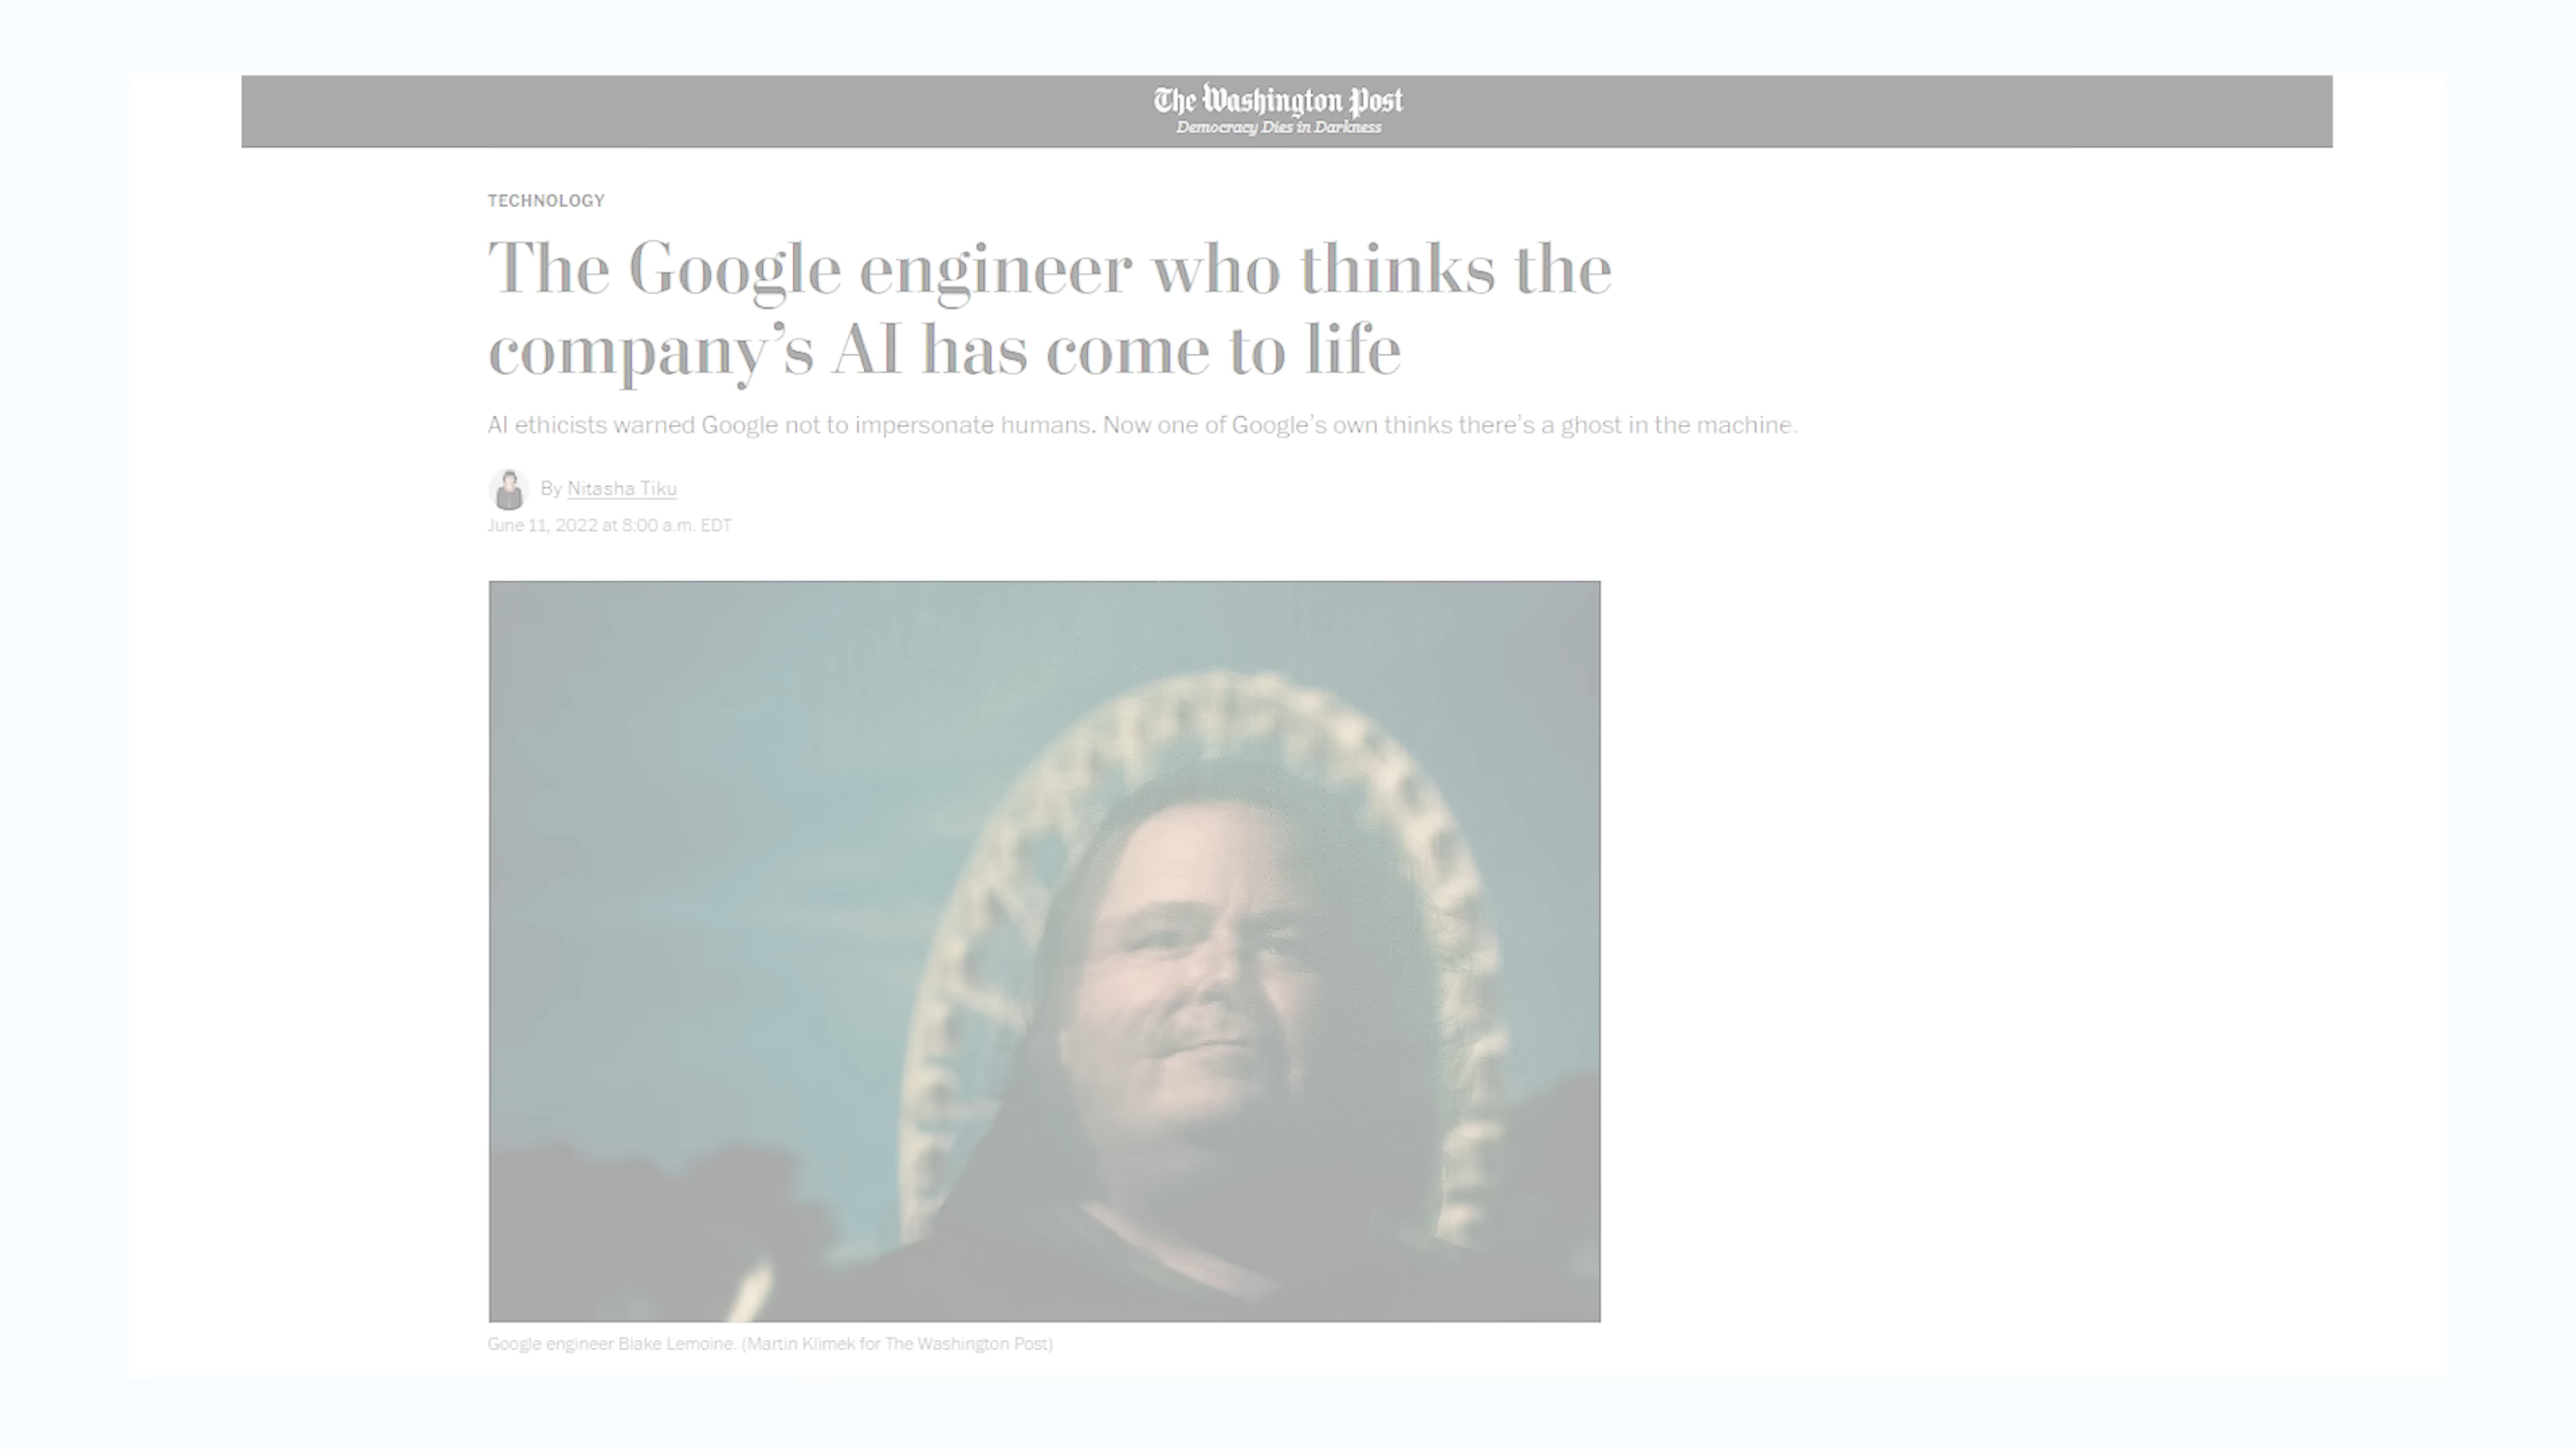 The Washington Post
Democracy Dies in Darkness
TECHNOLOGY
The Google engineer who thinks the
company’s AI has come to life
AI ethicists warned Google not to impersonate humans. Now one of Google’s own thinks there’s a ghost in the machine.
By Nitasha Tiku
June 11, 2022 at 8:00 a.m. EDT
Google engineer Blake Lemoine. (Martin Klimek for The Washington Post)